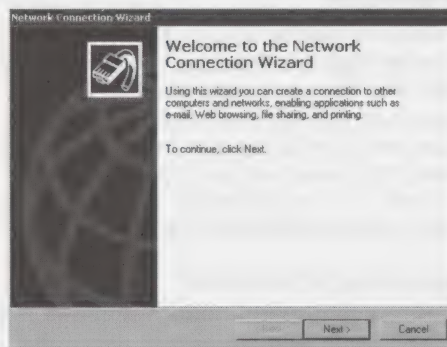 Network Connection Wizard
Welcome to the Network
Connection Wizard
Using this wizard you can create a connection to other
computers and networks, enabling applications such as
e-mail, Web browsing, file sharing, and printing.
To continue, click Next.
Next >
Cancel